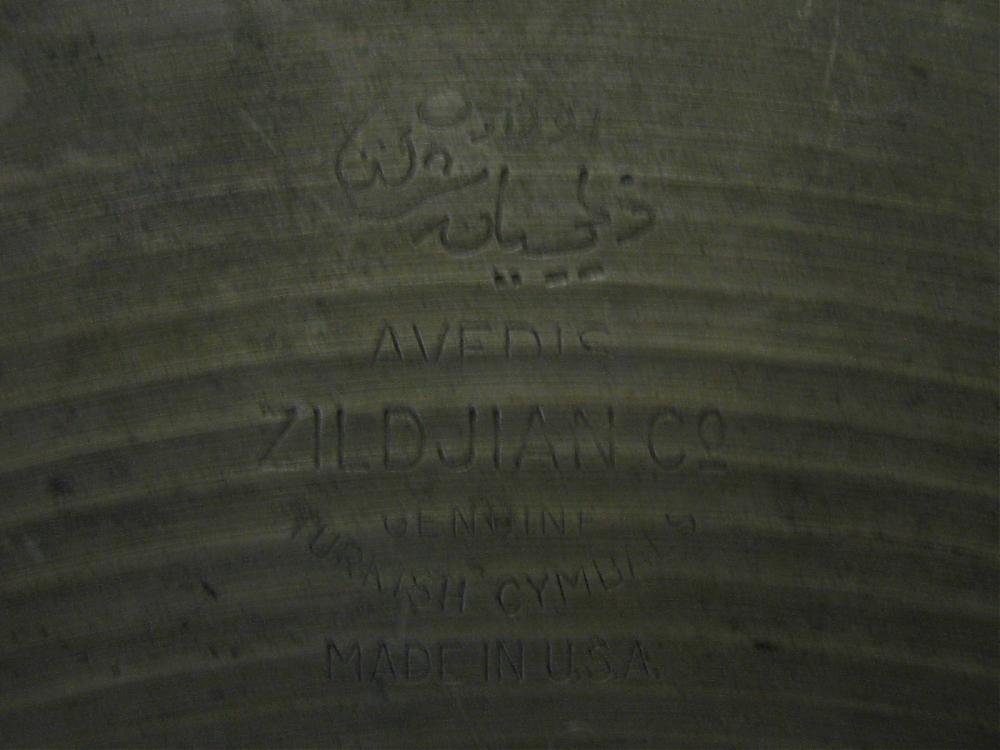 AVEDIS
ZILDJIAN Co
GENUINE
TURKISH CYMBALS
MADE IN U.S.A.